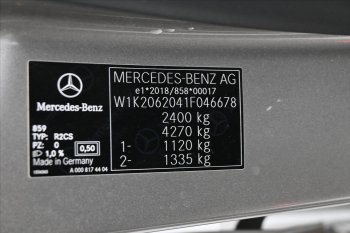 Mercedes-Benz
859
TYP: R2CS
PZ: 0
1,0 %
0,50
Made in Germany
A 000 817 44 04
MERCEDES-BENZ AG
e1*2018/858*00017
W1K2062041F046678
2400 kg
4270 kg
1- 1120 kg
2- 1335 kg